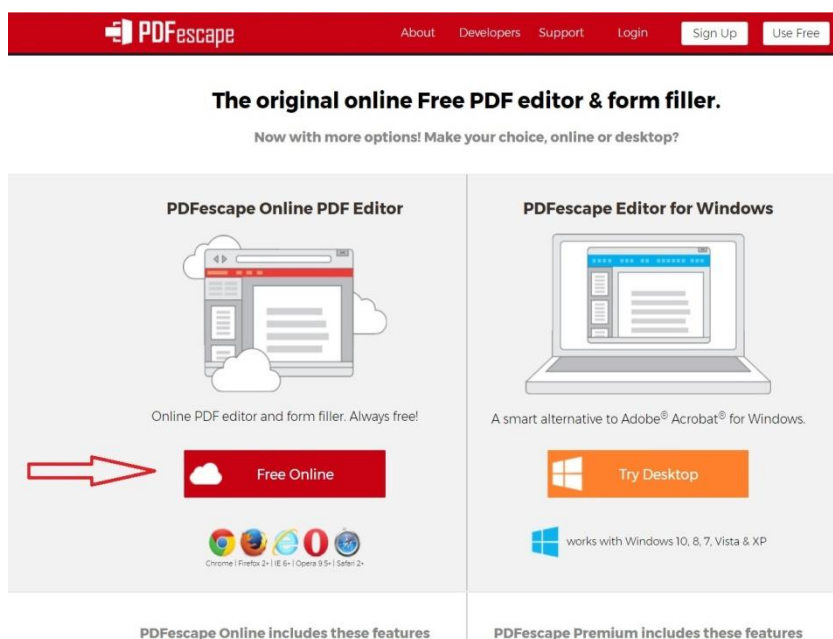 PDFescape
About Developers Support Login Sign Up Use Free
The original online Free PDF editor & form filler.
Now with more options! Make your choice, online or desktop?
PDFescape Online PDF Editor
Online PDF editor and form filler. Always free!
Free Online
Chrome | Firefox 2+ | IE 6+ | Opera 9.5+ | Safari 2+
PDFescape Online includes these features
PDFescape Editor for Windows
A smart alternative to Adobe® Acrobat® for Windows.
Try Desktop
works with Windows 10, 8, 7, Vista & XP
PDFescape Premium includes these features